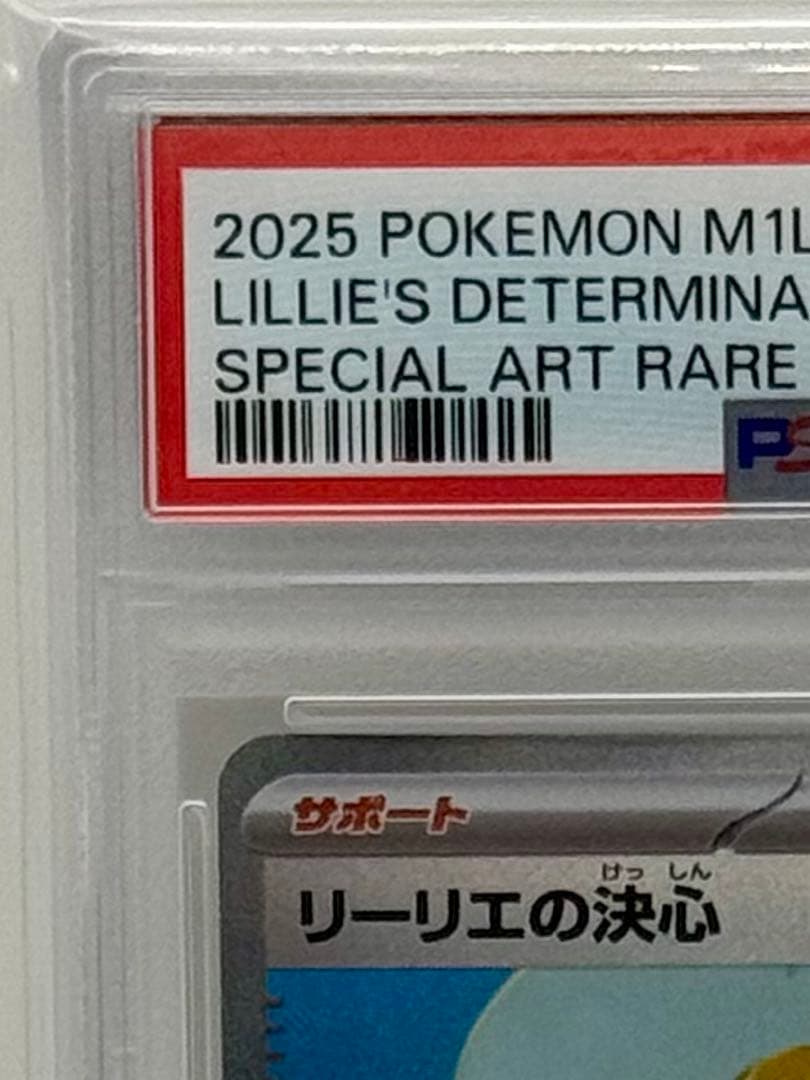 2025 POKEMON M1L
LILLIE'S DETERMINA
SPECIAL ART RARE
PS
サポート
けっ しん
リーリエの決心